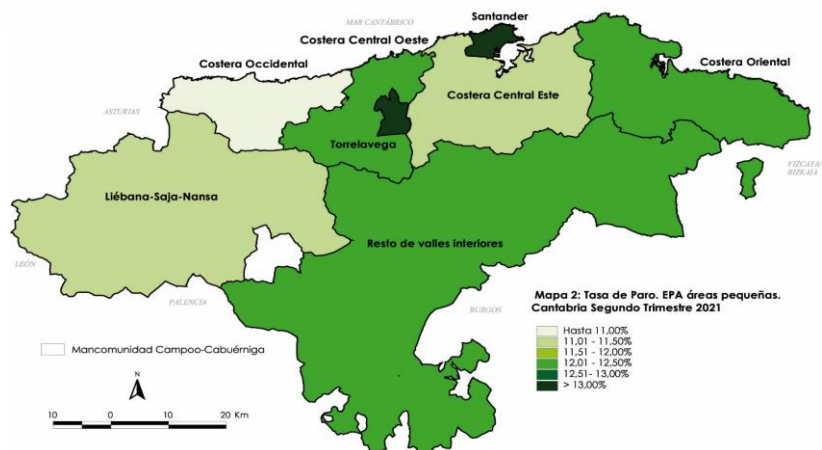 MAR CANTÁBRICO
Santander
Costera Central Oeste
Costera Occidental
Costera Oriental
Costera Central Este
ASTURIAS
Torrelavega
VIZCAYA/
BIZKAIA
Liébana-Saja-Nansa
Resto de valles interiores
LEÓN
PALENCIA
BURGOS
Mapa 2: Tasa de Paro. EPA áreas pequeñas.
Cantabria Segundo Trimestre 2021
Hasta 11,00%
11,01 - 11,50%
11,51 - 12,00%
12,01 - 12,50%
12,51- 13,00%
> 13,00%
Mancomunidad Campoo-Cabuérniga
N
10 0 10 20 Km